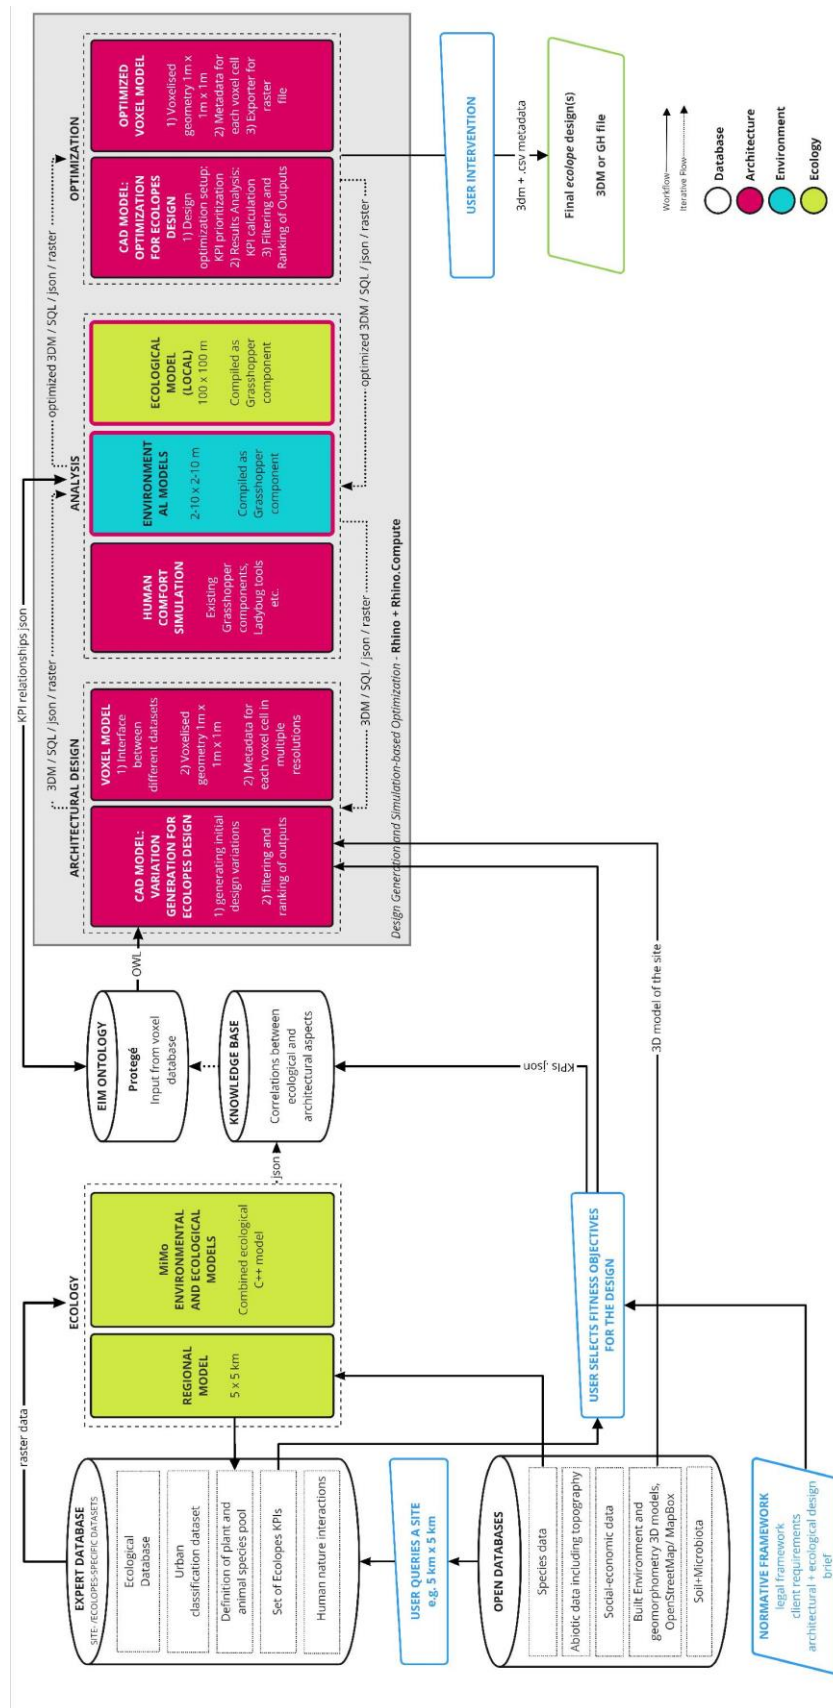 EXPERT DATABASE
SITE-/ECOLOPES-SPECIFIC DATASETS
Ecological
Database
Urban
classification dataset
Definition of plant and
animal species pool
Set of Ecolopes KPIs
Human nature interactions
USER QUERIES A SITE
e.g. 5 km x 5 km
OPEN DATABASES
Species data
Abiotic data including topography
Social-economic data
Built Environment and
geomorphometry 3D models,
OpenStreetMap/ MapBox
Soil+Microbiota
NORMATIVE FRAMEWORK
legal framework
client requirements
architectural + ecological design
brief
raster data
ECOLOGY
REGIONAL
MODEL
5 x 5 km
MiMo
ENVIRONMENTAL
AND ECOLOGICAL
MODELS
Combined ecological
C++ model
json
USER SELECTS FITNESS OBJECTIVES
FOR THE DESIGN
KPIs .json
3D model of the site
EIM ONTOLOGY
Protegé
Input from voxel
database
KNOWLEDGE BASE
Correlations between
ecological and
architectural aspects
OWL
KPI relationships json
3DM / SQL / json / raster
optimized 3DM / SQL / json / raster
ARCHITECTURAL DESIGN
CAD MODEL:
VARIATION
GENERATION FOR
ECOLOPES DESIGN
1) generating initial
design variations
2) filtering and
ranking of outputs
VOXEL MODEL
1) Interface
between
different datasets
2) Voxelised
geometry 1m x
1m x 1m
2) Metadata for
each voxel cell in
multiple
resolutions
ANALYSIS
HUMAN
COMFORT
SIMULATION
Existing
Grasshopper
components,
Ladybug tools
etc.
ENVIRONMENT
AL MODELS
2-10 x 2-10 m
Compiled as
Grasshopper
component
ECOLOGICAL
MODEL
(LOCAL)
100 x 100 m
Compiled as
Grasshopper
component
OPTIMIZATION
CAD MODEL:
OPTIMIZATION
FOR ECOLOPES
DESIGN
1) Design
optimization setup:
KPI prioritization
2) Results Analysis:
KPI calculation
3) Filtering and
Ranking of Outputs
OPTIMIZED
VOXEL MODEL
1) Voxelised
geometry 1m x
1m x 1m
2) Metadata for
each voxel cell
3) Exporter for
raster
file
3DM / SQL / json / raster
optimized 3DM / SQL / json / raster
Design Generation and Simulation-based Optimization - Rhino + Rhino.Compute
USER INTERVENTION
3dm + .csv metadata
Final ecolope design(s)
3DM or GH file
Workflow
Iterative Flow
Database
Architecture
Environment
Ecology